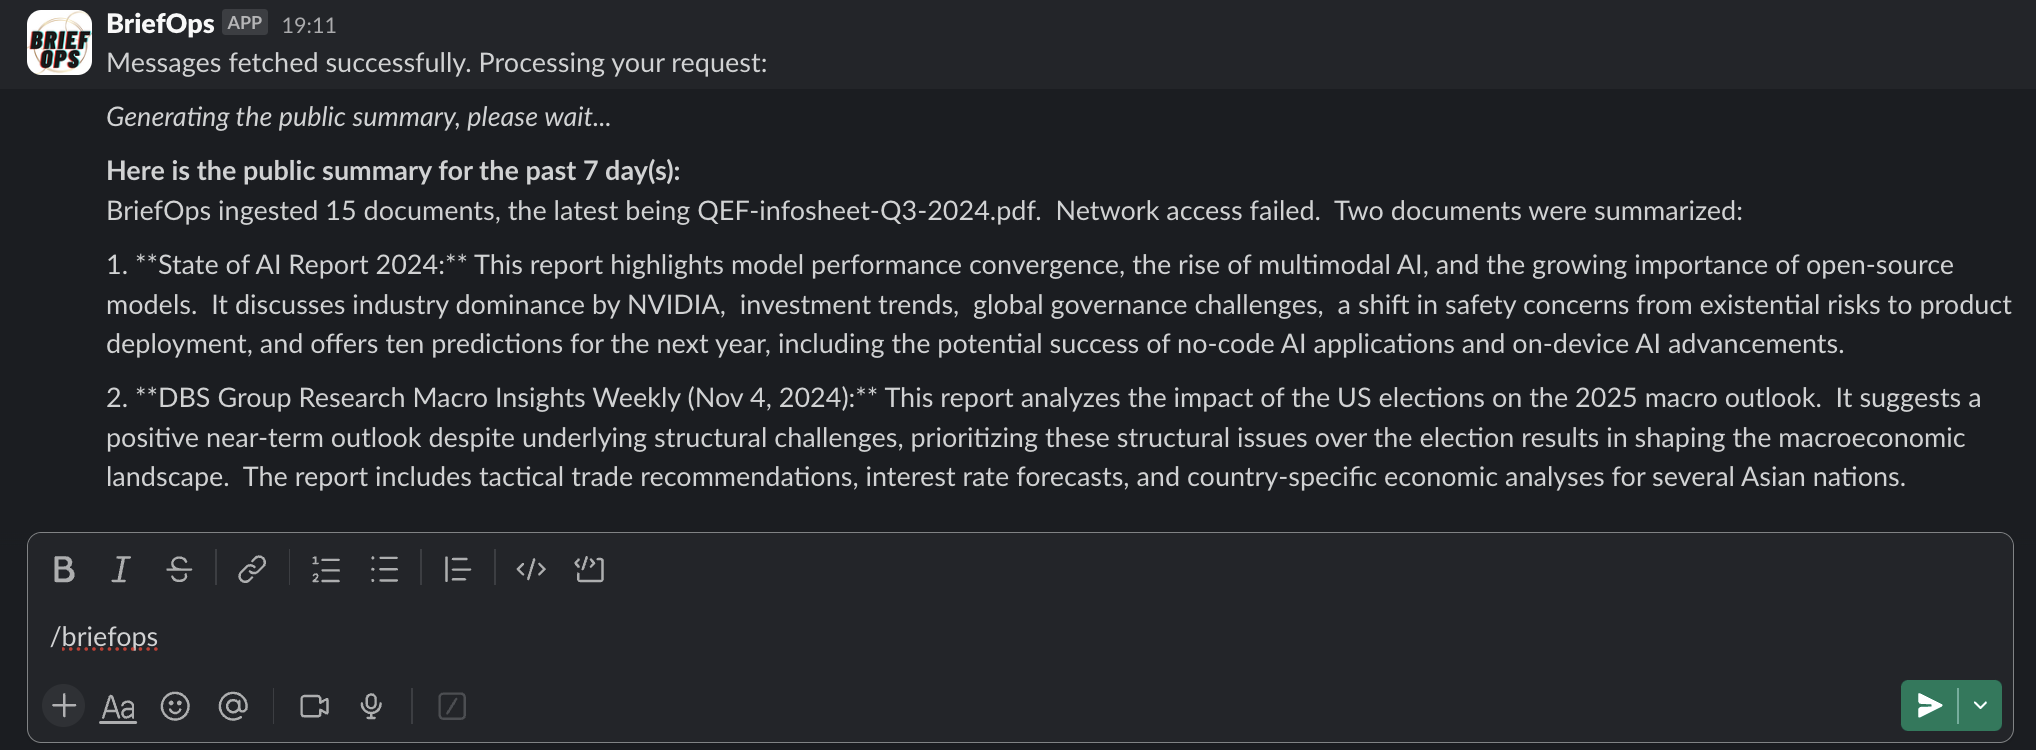 BRIEF
OPS
BriefOps APP 19:11
Messages fetched successfully. Processing your request:
Generating the public summary, please wait...
Here is the public summary for the past 7 day(s):
BriefOps ingested 15 documents, the latest being QEF-infosheet-Q3-2024.pdf.  Network access failed.  Two documents were summarized:
1. **State of AI Report 2024:** This report highlights model performance convergence, the rise of multimodal AI, and the growing importance of open-source
models.  It discusses industry dominance by NVIDIA,  investment trends,  global governance challenges,  a shift in safety concerns from existential risks to product
deployment, and offers ten predictions for the next year, including the potential success of no-code AI applications and on-device AI advancements.
2. **DBS Group Research Macro Insights Weekly (Nov 4, 2024):** This report analyzes the impact of the US elections on the 2025 macro outlook.  It suggests a
positive near-term outlook despite underlying structural challenges, prioritizing these structural issues over the election results in shaping the macroeconomic
landscape.  The report includes tactical trade recommendations, interest rate forecasts, and country-specific economic analyses for several Asian nations.
/briefops
Aa